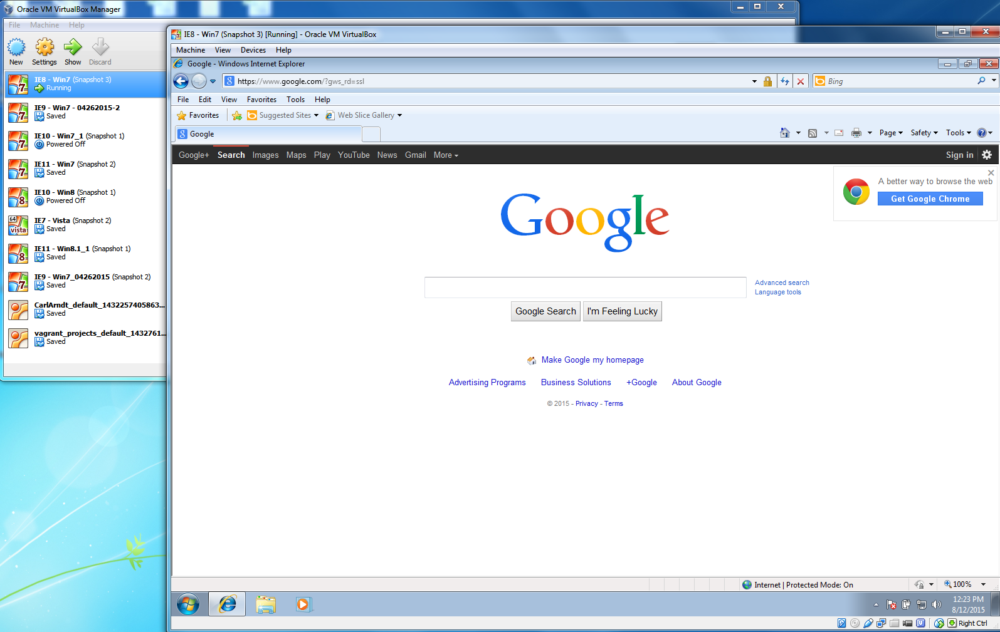 Oracle VM VirtualBox Manager
File Machine Help
New Settings Show Discard
IE8 - Win7 (Snapshot 3)
Running
IE9 - Win7 - 04262015-2
Saved
IE10 - Win7_1 (Snapshot 1)
Powered Off
IE11 - Win7 (Snapshot 2)
Saved
IE10 - Win8 (Snapshot 1)
Powered Off
64
vista
IE7 - Vista (Snapshot 2)
Saved
IE11 - Win8.1_1 (Snapshot 1)
Saved
IE9 - Win7_04262015 (Snapshot 2)
Saved
CarlArndt_default_1432257405863...
Saved
vagrant_projects_default_1432761...
Saved
IE8 - Win7 (Snapshot 3) [Running] - Oracle VM VirtualBox
Machine View Devices Help
Google - Windows Internet Explorer
https://www.google.com/?gws_rd=ssl
Bing
File Edit View Favorites Tools Help
Favorites Suggested Sites Web Slice Gallery
Google
Page Safety Tools
Google+ Search Images Maps Play YouTube News Gmail More
Sign in
A better way to browse the web
Get Google Chrome
Google
Advanced search
Language tools
Google Search I'm Feeling Lucky
Make Google my homepage
Advertising Programs Business Solutions +Google About Google
© 2015 - Privacy - Terms
Internet | Protected Mode: On
100%
12:23 PM
8/12/2015
Right Ctrl